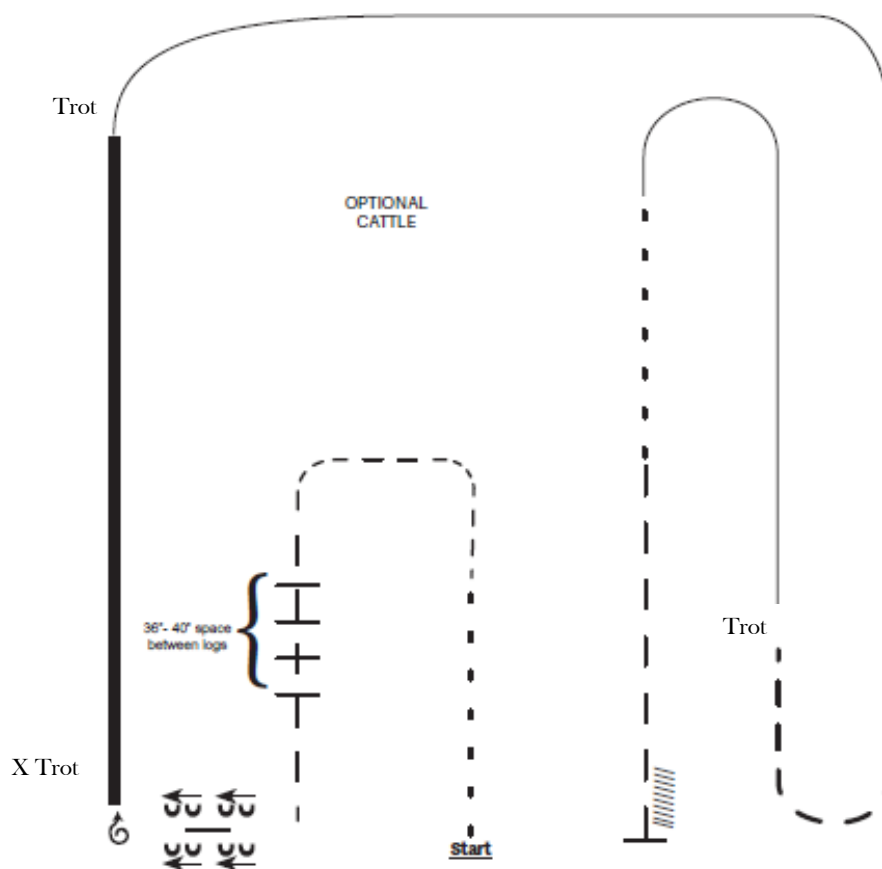 Trot
OPTIONAL
CATTLE
36"- 40" space
between logs
Trot
X Trot
Start